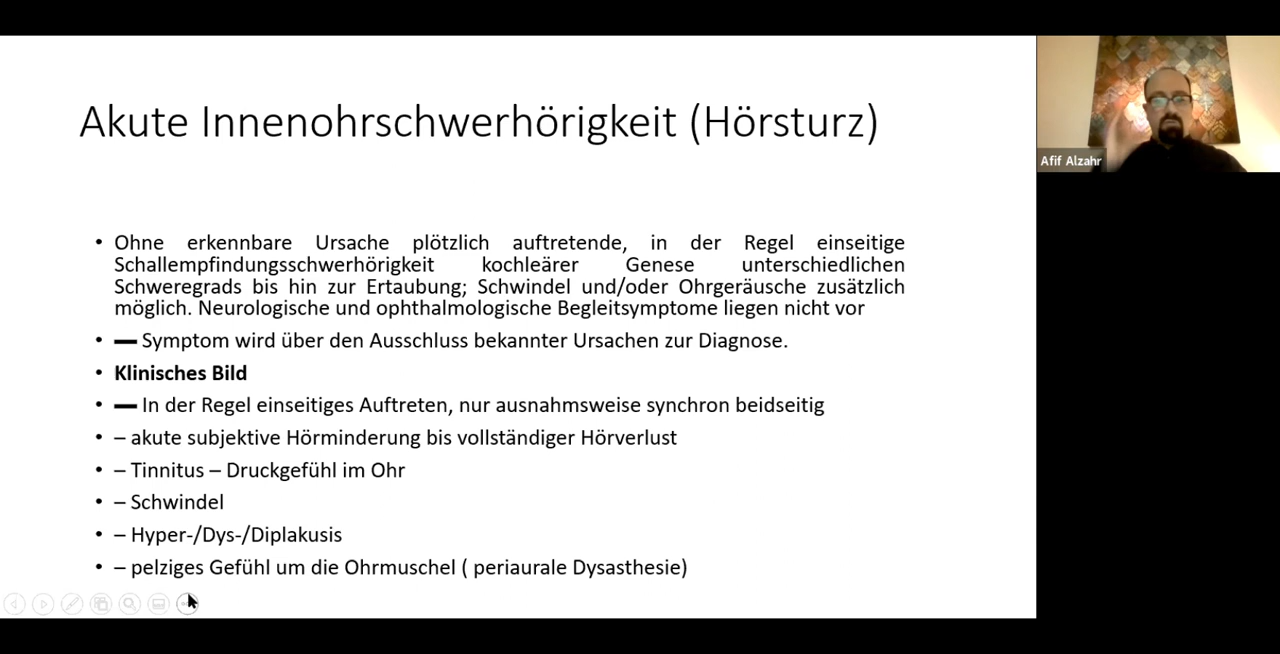 Akute Innenohrschwerhörigkeit (Hörsturz)
• Ohne erkennbare Ursache plötzlich auftretende, in der Regel einseitige
Schallempfindungsschwerhörigkeit kochleärer Genese unterschiedlichen
Schweregrads bis hin zur Ertaubung; Schwindel und/oder Ohrgeräusche zusätzlich
möglich. Neurologische und ophthalmologische Begleitsymptome liegen nicht vor
• ▬ Symptom wird über den Ausschluss bekannter Ursachen zur Diagnose.
• Klinisches Bild
• ▬ In der Regel einseitiges Auftreten, nur ausnahmsweise synchron beidseitig
• – akute subjektive Hörminderung bis vollständiger Hörverlust
• – Tinnitus – Druckgefühl im Ohr
• – Schwindel
• – Hyper-/Dys-/Diplakusis
• – pelziges Gefühl um die Ohrmuschel ( periaurale Dysasthesie)
Afif Alzahr